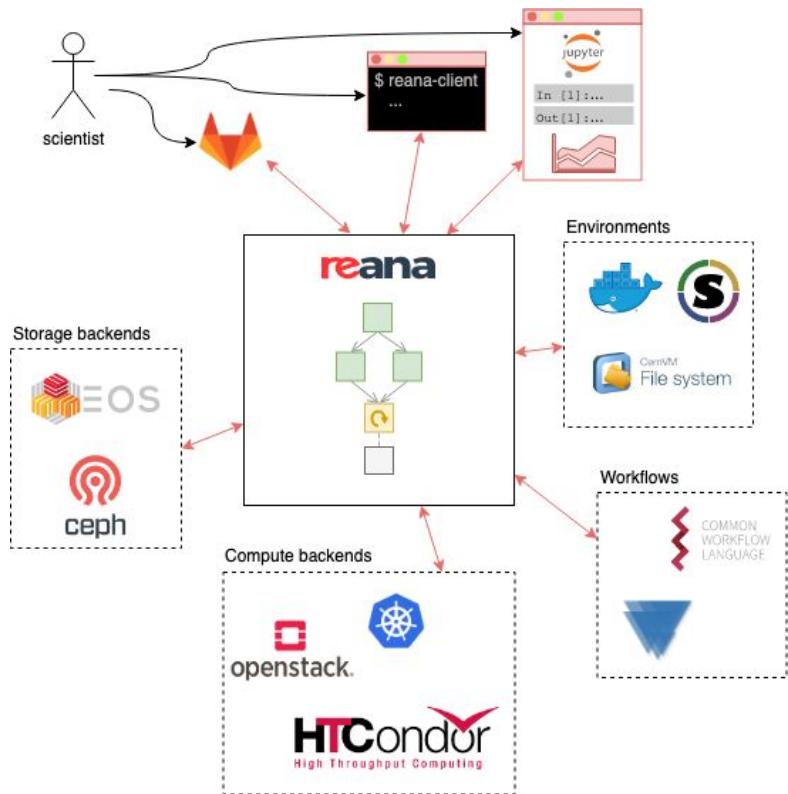 jupyter
$ reana-client
...
In [1]:...
Out[1]:...
scientist
reana
Environments
S
CernVM
File system
Storage backends
EOS
ceph
Workflows
COMMON
WORKFLOW
LANGUAGE
Compute backends
openstack.
HTCondor
High Throughput Computing